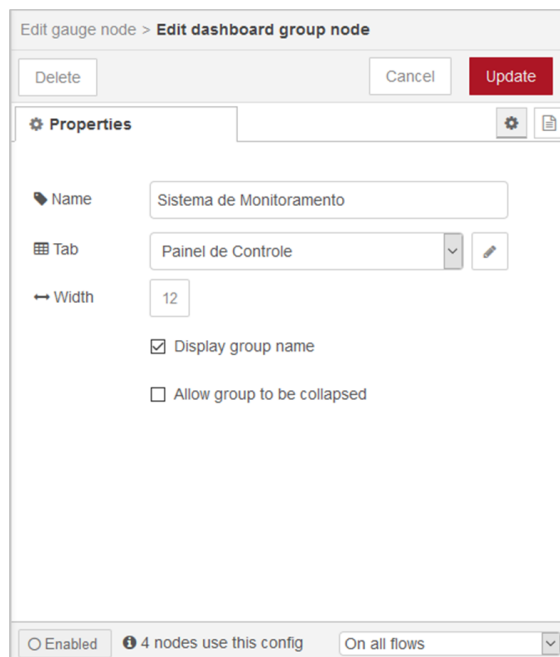 Edit gauge node > Edit dashboard group node
Delete Cancel Update
Properties
Name Sistema de Monitoramento
Tab Painel de Controle
Width 12
Display group name
Allow group to be collapsed
Enabled 4 nodes use this config On all flows